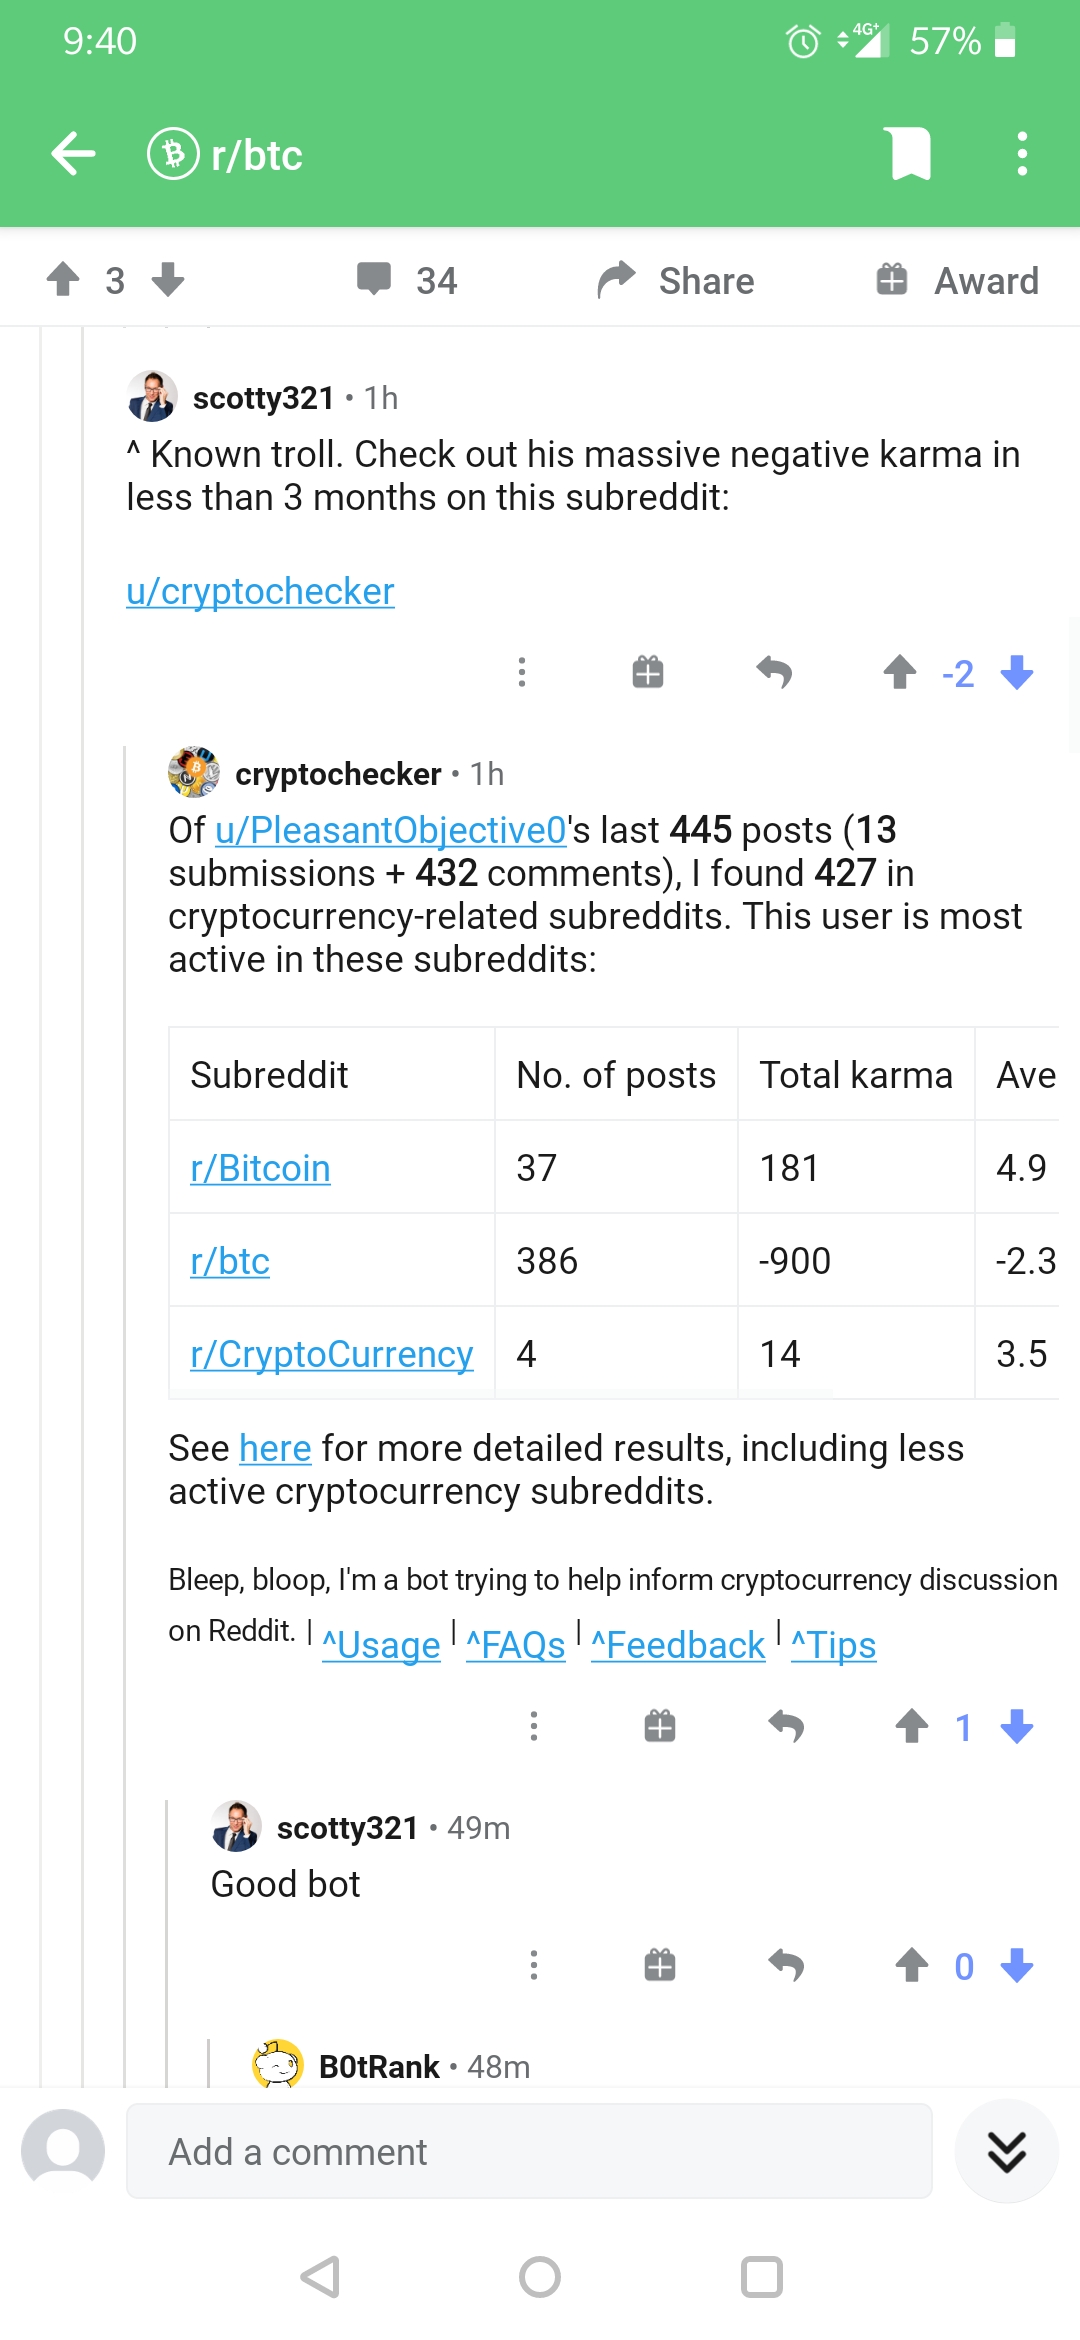 9:40 4G+ 57%
r/btc
3 34 Share Award
scotty321 • 1h
^ Known troll. Check out his massive negative karma in
less than 3 months on this subreddit:
u/cryptochecker
-2
cryptochecker • 1h
Of u/PleasantObjective0's last 445 posts (13
submissions + 432 comments), I found 427 in
cryptocurrency-related subreddits. This user is most
active in these subreddits:
Subreddit No. of posts Total karma Ave
r/Bitcoin 37 181 4.9
r/btc 386 -900 -2.3
r/CryptoCurrency 4 14 3.5
See here for more detailed results, including less
active cryptocurrency subreddits.
Bleep, bloop, I'm a bot trying to help inform cryptocurrency discussion
on Reddit. | ^Usage | ^FAQs | ^Feedback | ^Tips
1
scotty321 • 49m
Good bot
0
B0tRank • 48m
Add a comment